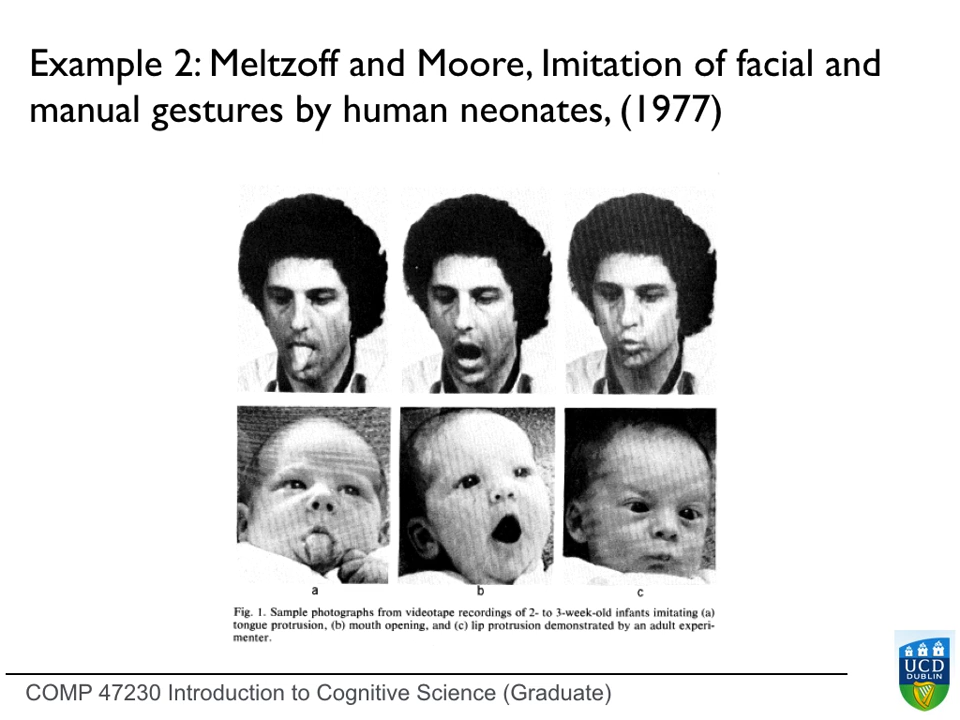 Example 2: Meltzoff and Moore, Imitation of facial and
manual gestures by human neonates, (1977)
a b c
Fig. 1. Sample photographs from videotape recordings of 2- to 3-week-old infants imitating (a)
tongue protrusion, (b) mouth opening, and (c) lip protrusion demonstrated by an adult experi-
menter.
UCD
DUBLIN
COMP 47230 Introduction to Cognitive Science (Graduate)